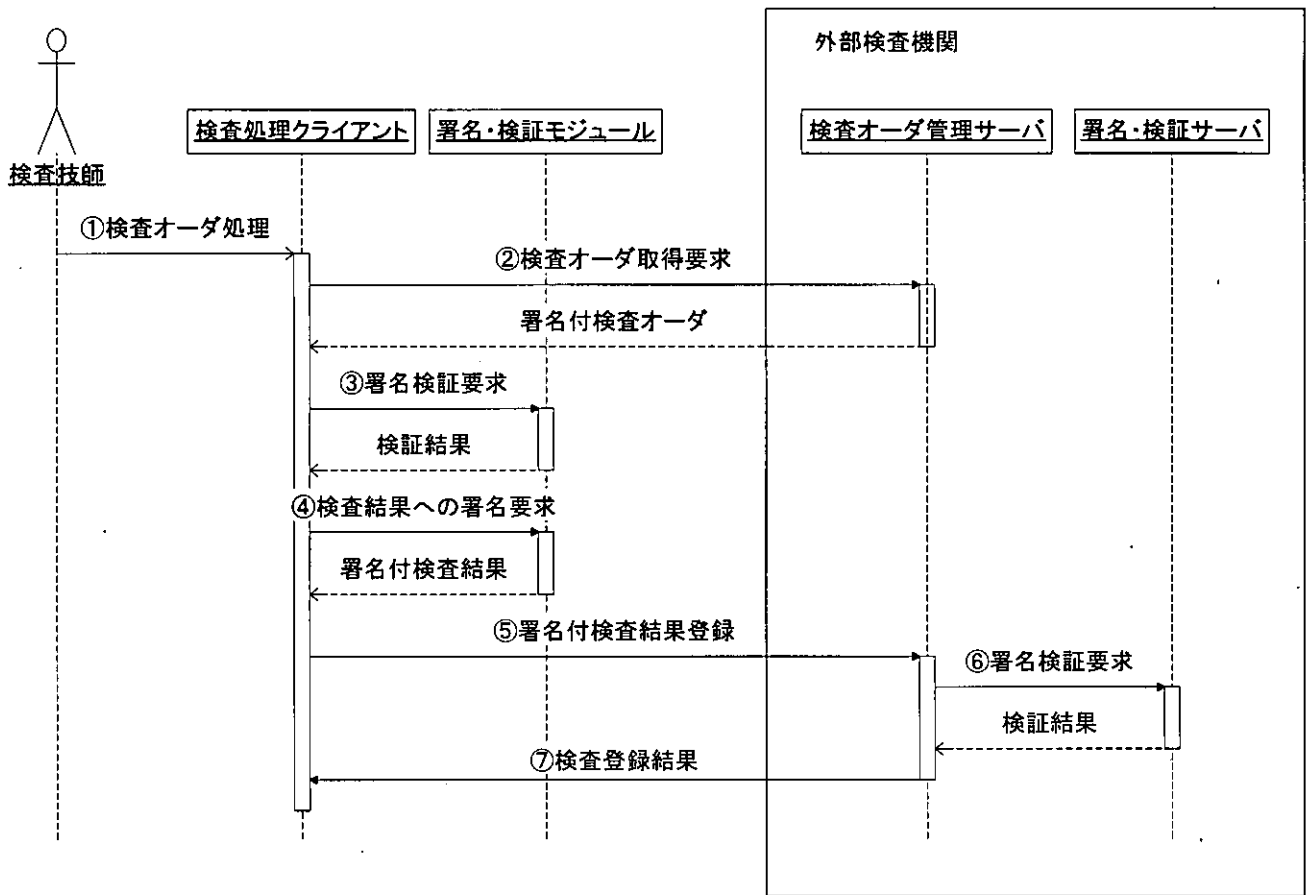 外部検査機関
検査処理クライアント
署名・検証モジュール
検査オーダ管理サーバ
署名・検証サーバ
検査技師
①検査オーダ処理
②検査オーダ取得要求
署名付検査オーダ
③署名検証要求
検証結果
④検査結果への署名要求
署名付検査結果
⑤署名付検査結果登録
⑥署名検証要求
検証結果
⑦検査登録結果